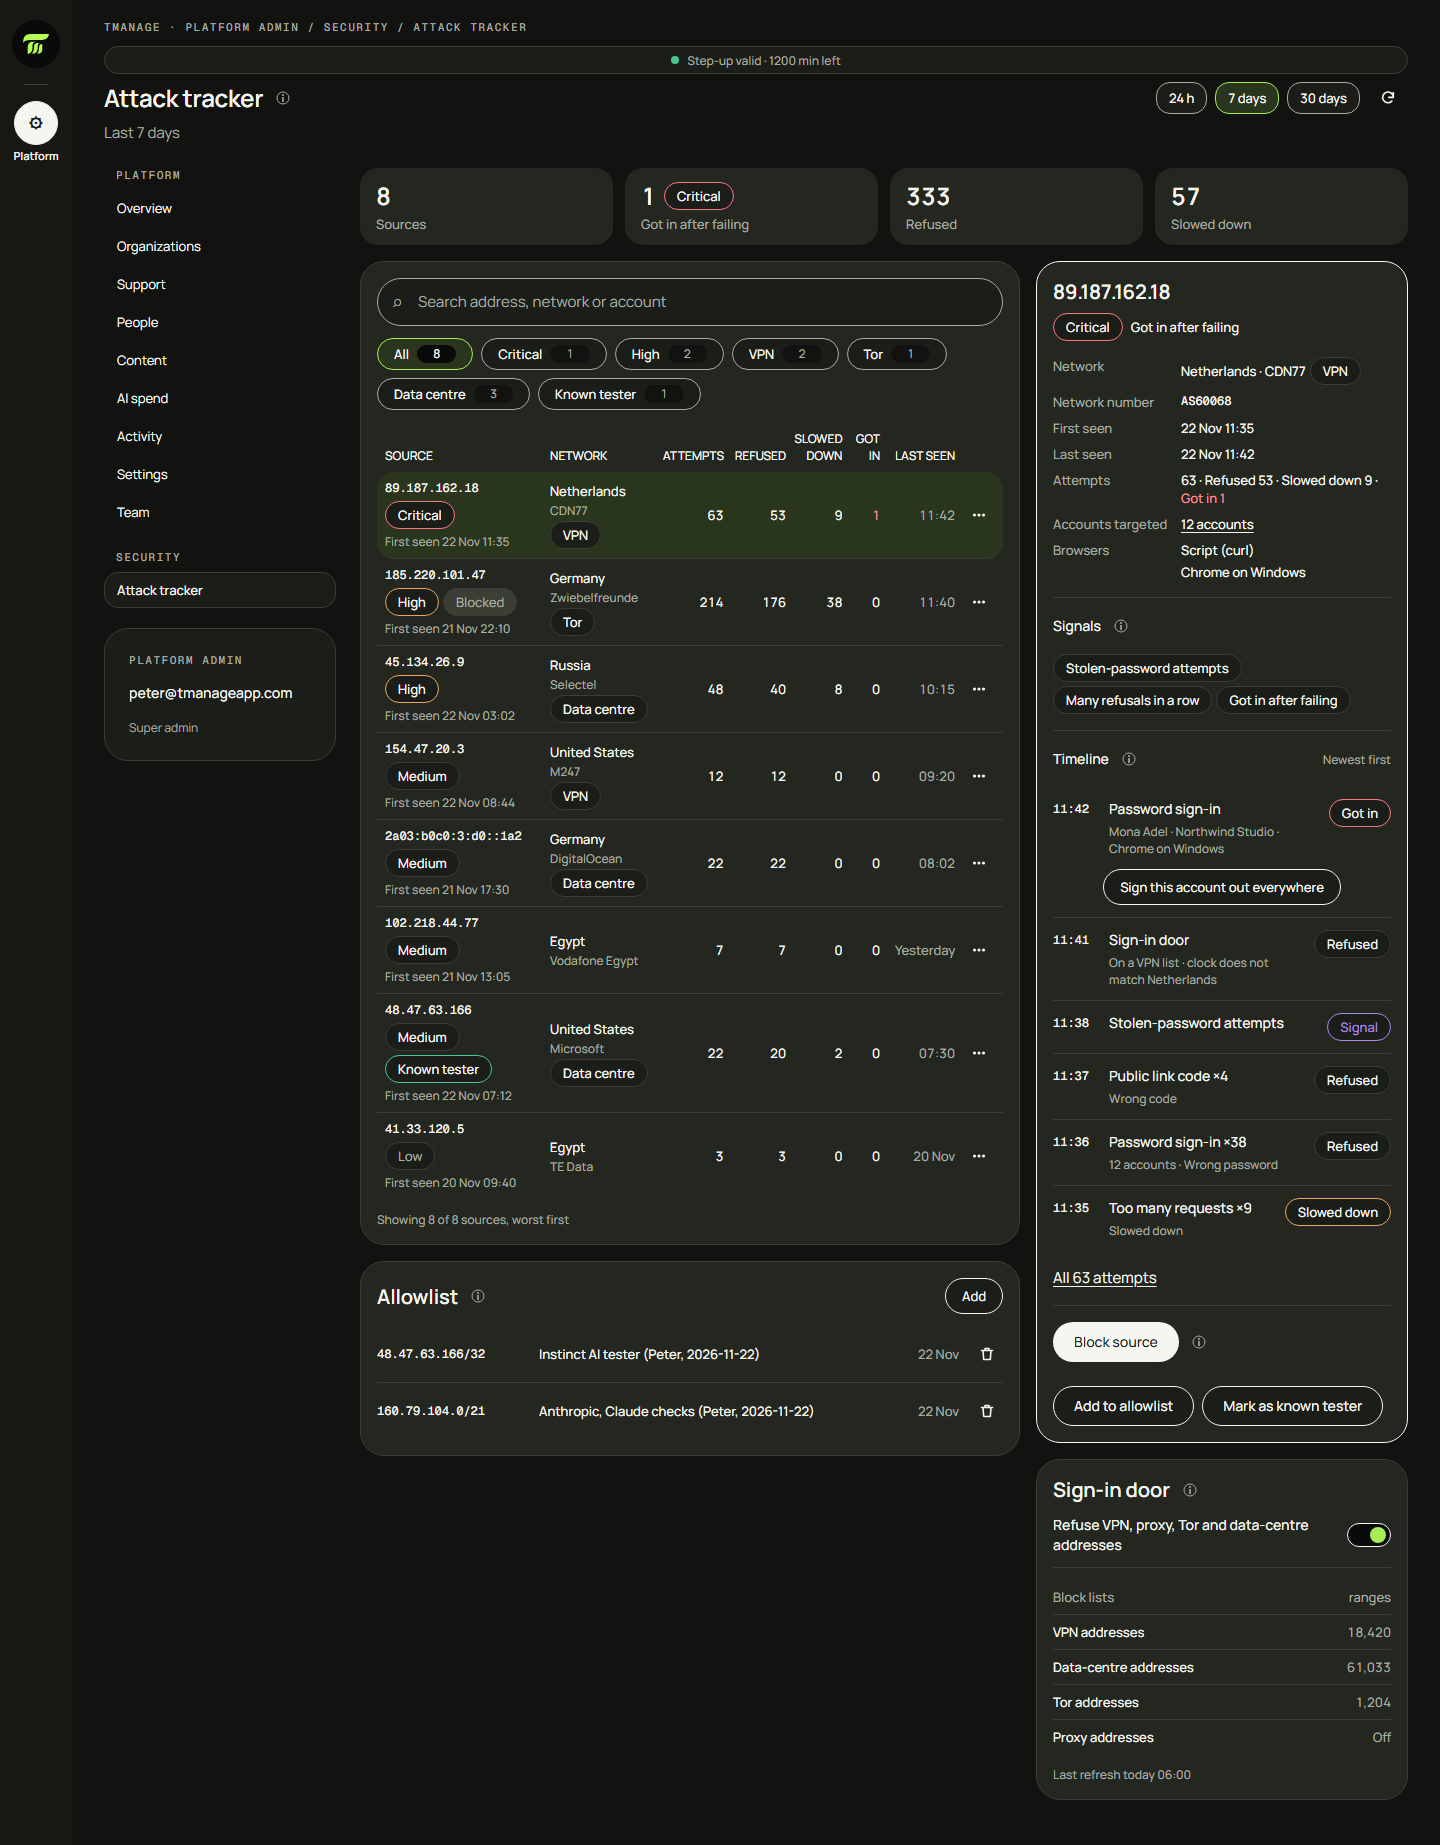 TMANAGE · PLATFORM ADMIN / SECURITY / ATTACK TRACKER
Step-up valid · 1200 min left
Attack tracker
24 h
7 days
30 days
Last 7 days
Platform
PLATFORM
Overview
Organizations
Support
People
Content
AI spend
Activity
Settings
Team
SECURITY
Attack tracker
PLATFORM ADMIN
peter@tmanageapp.com
Super admin
8
Sources
1 Critical
Got in after failing
333
Refused
57
Slowed down
Search address, network or account
All 8
Critical 1
High 2
VPN 2
Tor 1
Data centre 3
Known tester 1
SOURCE NETWORK ATTEMPTS REFUSED SLOWED DOWN GOT IN LAST SEEN
89.187.162.18
Critical
First seen 22 Nov 11:35
Netherlands
CDN77
VPN
63 53 9 1 11:42
185.220.101.47
High Blocked
First seen 21 Nov 22:10
Germany
Zwiebelfreunde
Tor
214 176 38 0 11:40
45.134.26.9
High
First seen 22 Nov 03:02
Russia
Selectel
Data centre
48 40 8 0 10:15
154.47.20.3
Medium
First seen 22 Nov 08:44
United States
M247
VPN
12 12 0 0 09:20
2a03:b0c0:3:d0::1a2
Medium
First seen 21 Nov 17:30
Germany
DigitalOcean
Data centre
22 22 0 0 08:02
102.218.44.77
Medium
First seen 21 Nov 13:05
Egypt
Vodafone Egypt
7 7 0 0 Yesterday
48.47.63.166
Medium
Known tester
First seen 22 Nov 07:12
United States
Microsoft
Data centre
22 20 2 0 07:30
41.33.120.5
Low
First seen 20 Nov 09:40
Egypt
TE Data
3 3 0 0 20 Nov
Showing 8 of 8 sources, worst first
Allowlist
Add
48.47.63.166/32 Instinct AI tester (Peter, 2026-11-22) 22 Nov
160.79.104.0/21 Anthropic, Claude checks (Peter, 2026-11-22) 22 Nov
89.187.162.18
Critical Got in after failing
Network Netherlands · CDN77 VPN
Network number AS60068
First seen 22 Nov 11:35
Last seen 22 Nov 11:42
Attempts 63 · Refused 53 · Slowed down 9 ·
Got in 1
Accounts targeted 12 accounts
Browsers Script (curl)
Chrome on Windows
Signals
Stolen-password attempts
Many refusals in a row Got in after failing
Timeline Newest first
11:42 Password sign-in Got in
Mona Adel · Northwind Studio ·
Chrome on Windows
Sign this account out everywhere
11:41 Sign-in door Refused
On a VPN list · clock does not
match Netherlands
11:38 Stolen-password attempts Signal
11:37 Public link code ×4 Refused
Wrong code
11:36 Password sign-in ×38 Refused
12 accounts · Wrong password
11:35 Too many requests ×9 Slowed down
Slowed down
All 63 attempts
Block source
Add to allowlist Mark as known tester
Sign-in door
Refuse VPN, proxy, Tor and data-centre
addresses
Block lists ranges
VPN addresses 18,420
Data-centre addresses 61,033
Tor addresses 1,204
Proxy addresses Off
Last refresh today 06:00